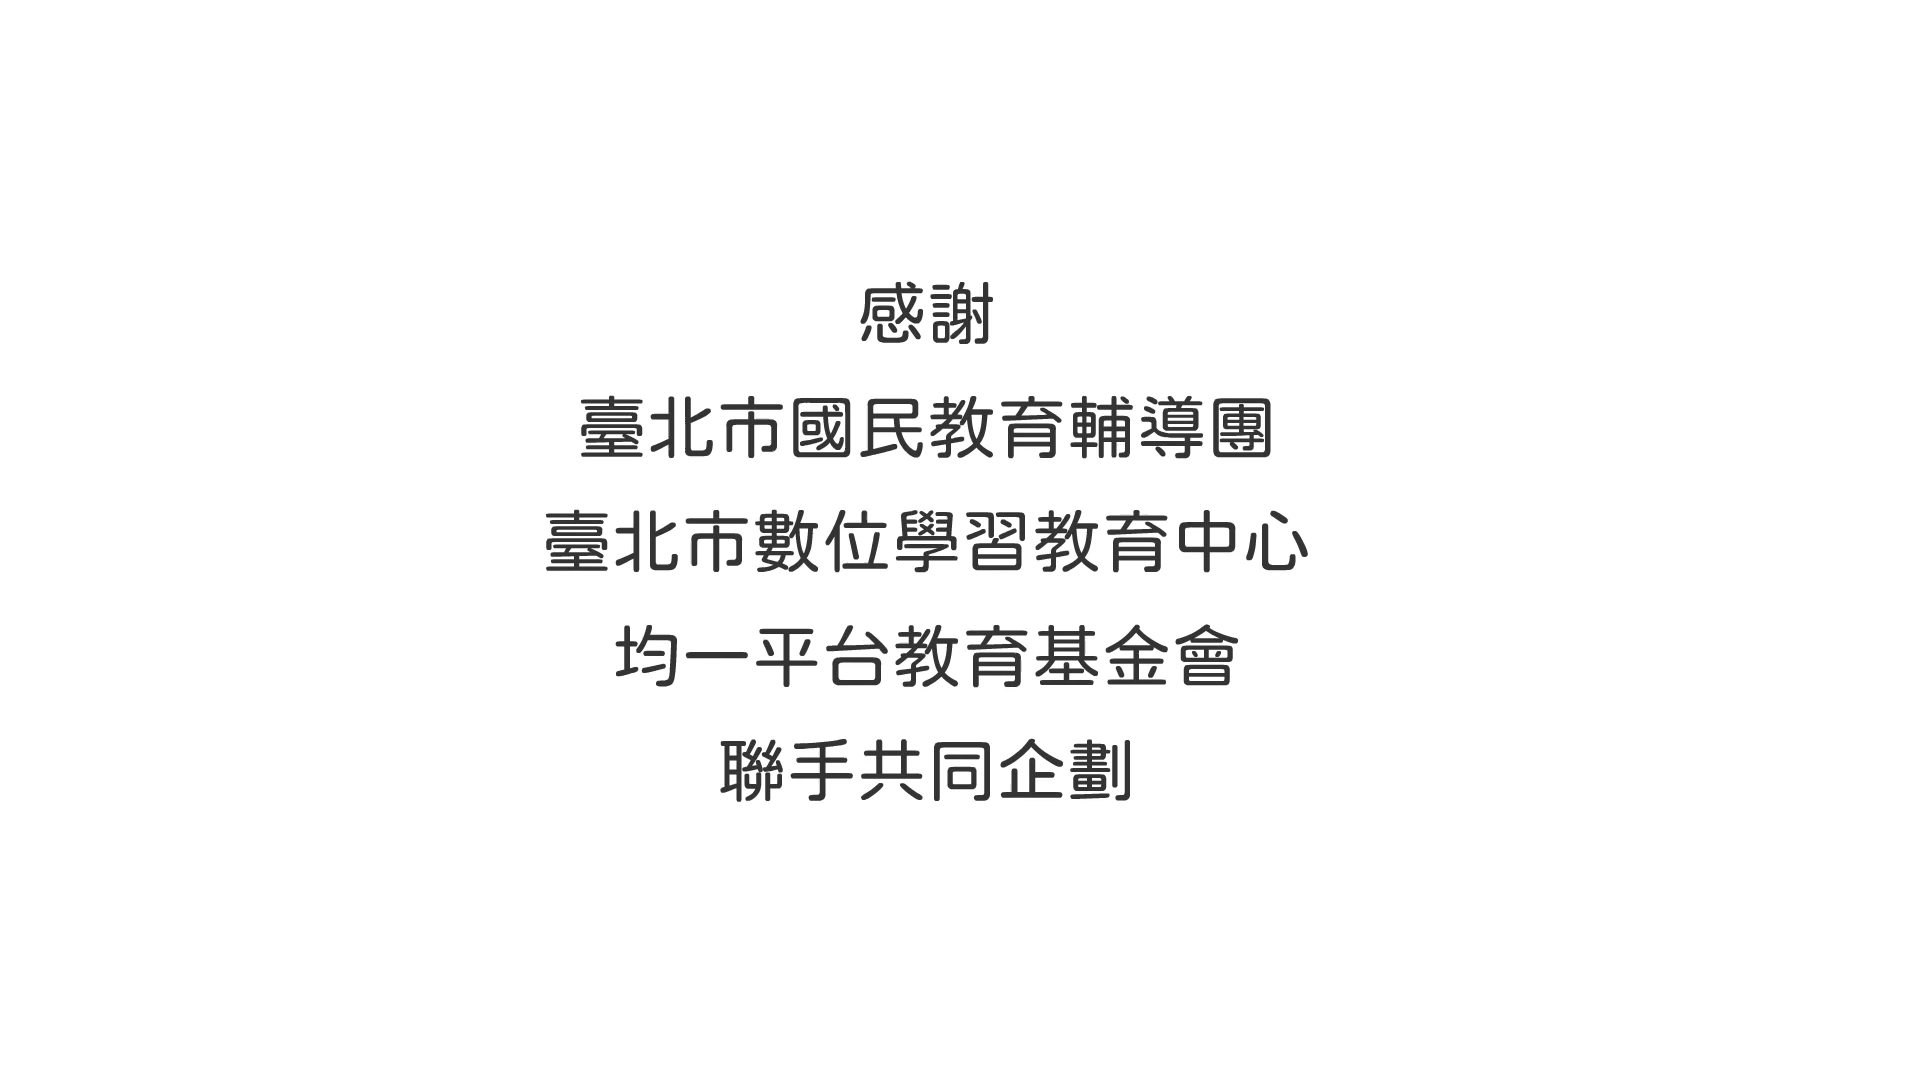 感謝
臺北市國民教育輔導團
臺北市數位學習教育中心
均一平台教育基金會
聯手共同企劃